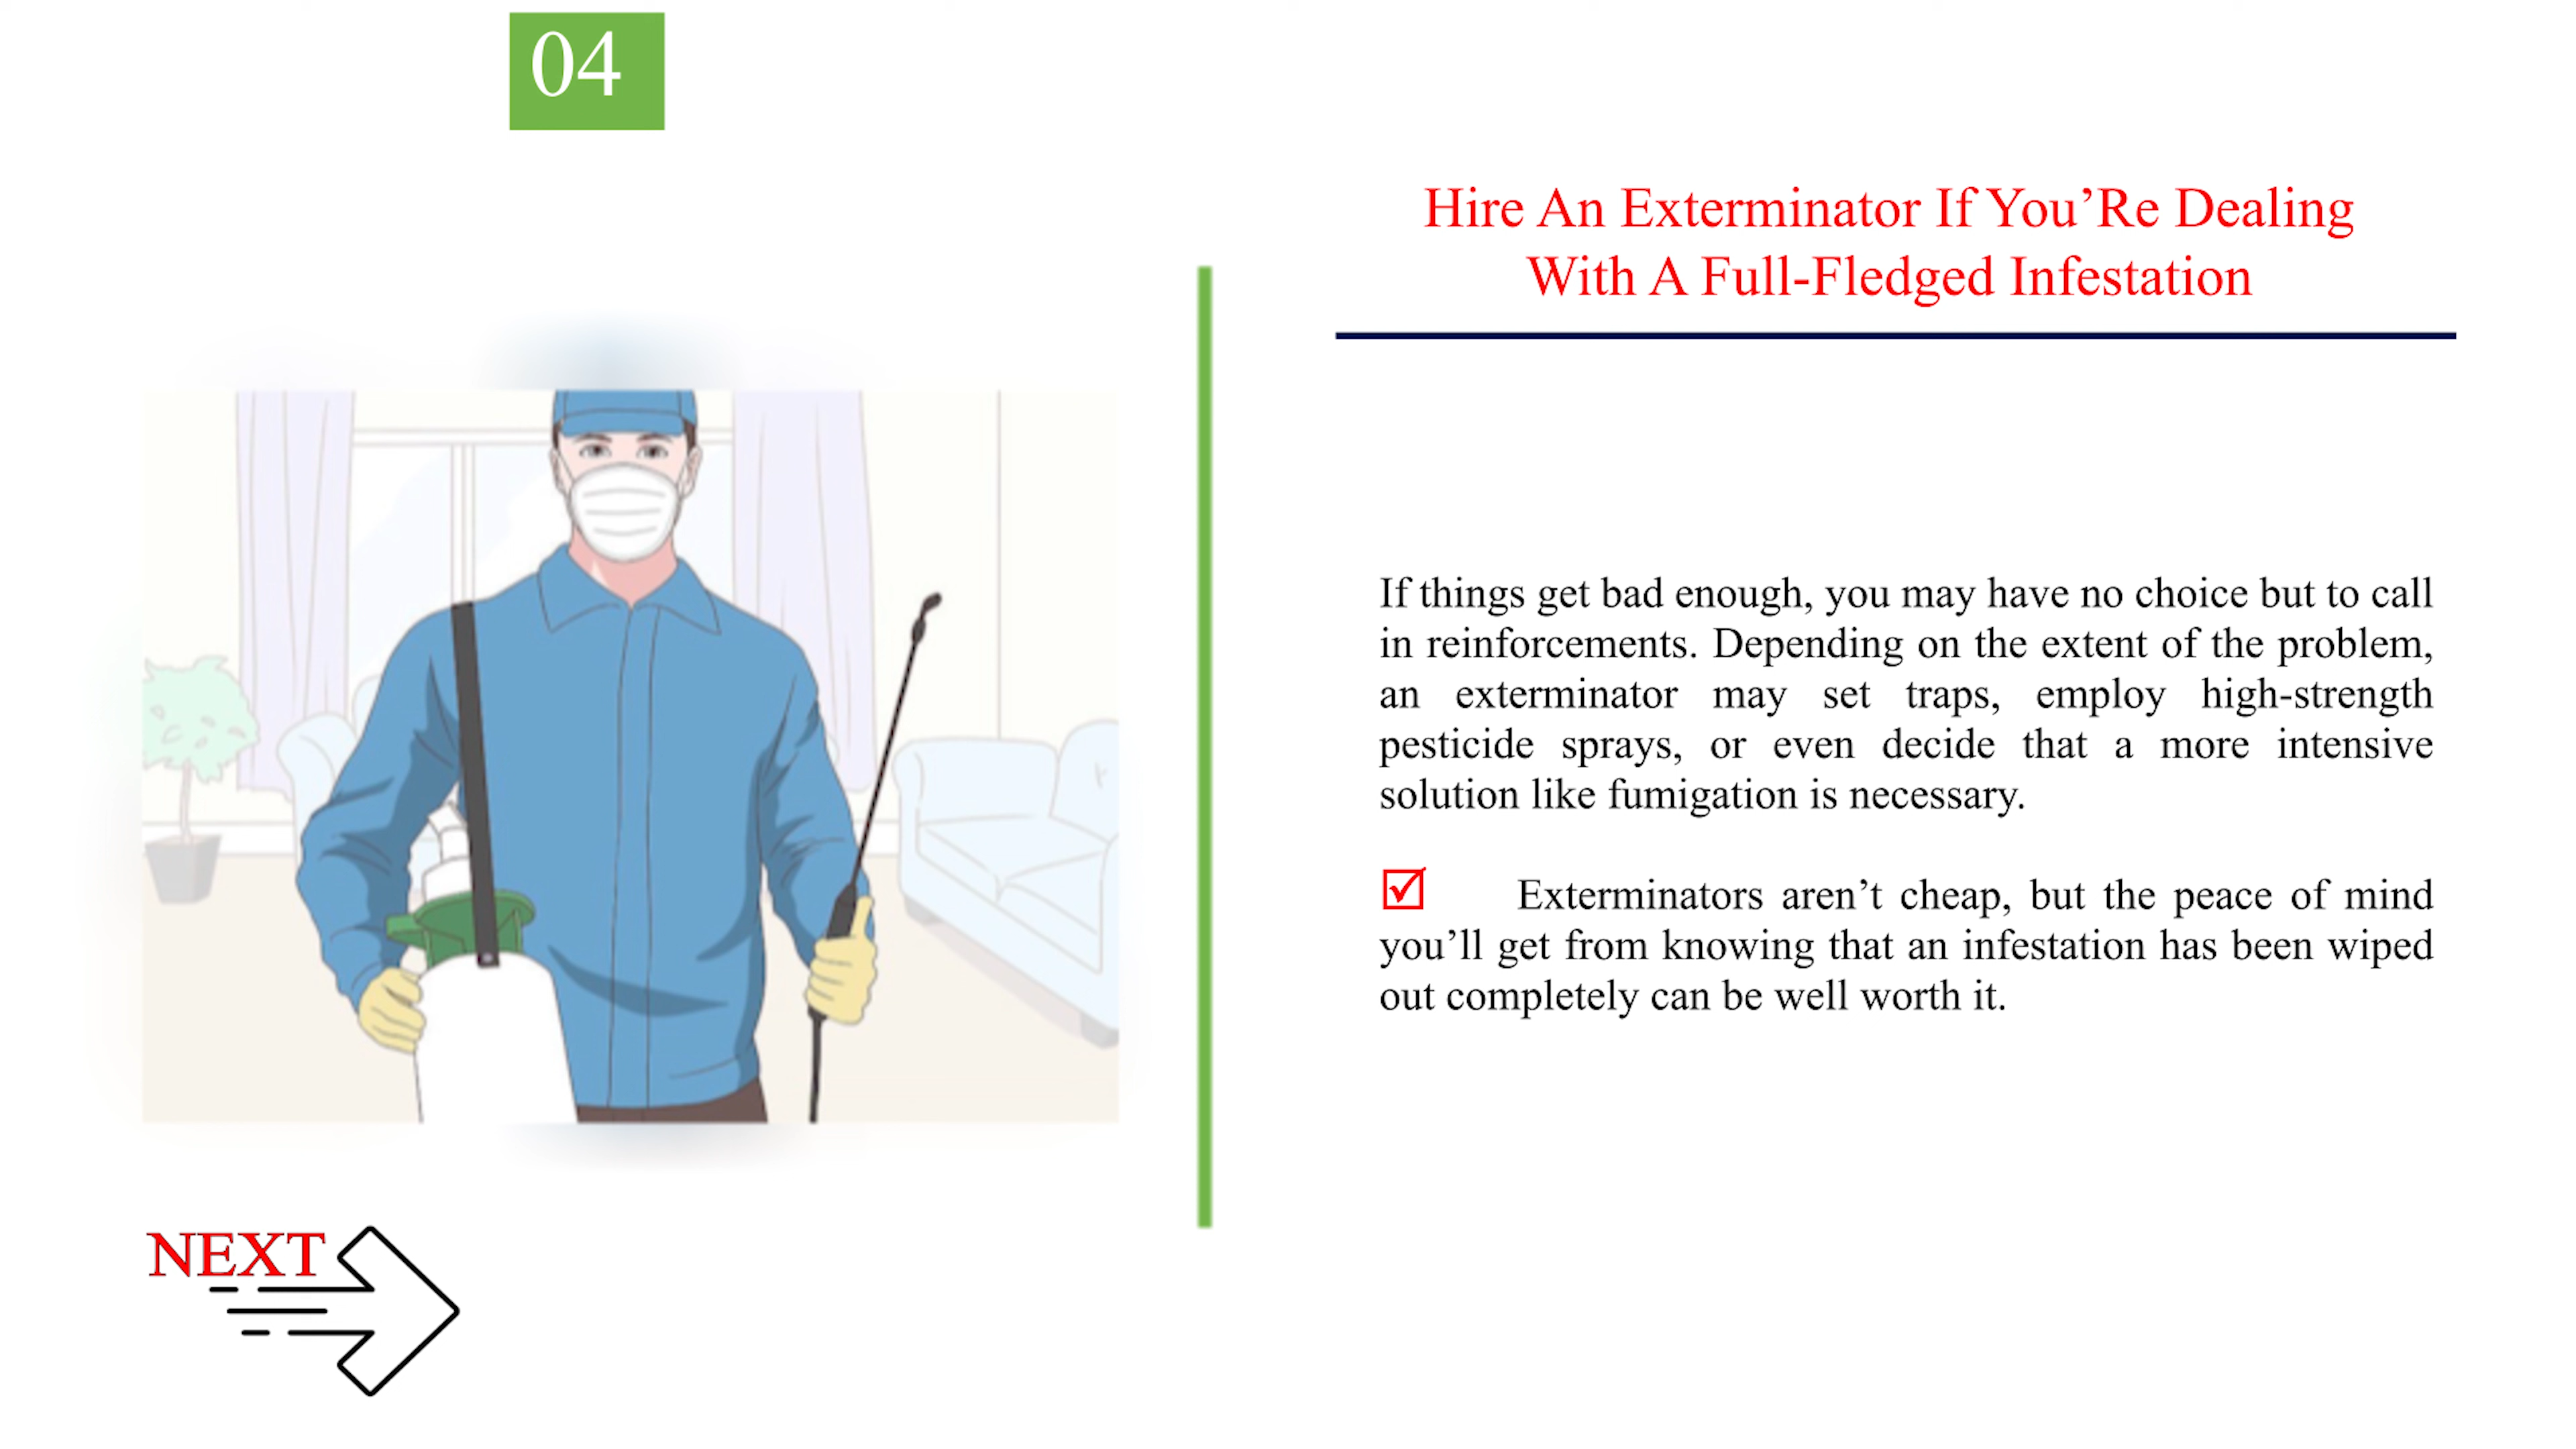 04
Hire An Exterminator If You’Re Dealing
With A Full-Fledged Infestation
If things get bad enough, you may have no choice but to call
in reinforcements. Depending on the extent of the problem,
an exterminator may set traps, employ high-strength
pesticide sprays, or even decide that a more intensive
solution like fumigation is necessary.
☑ Exterminators aren’t cheap, but the peace of mind
you’ll get from knowing that an infestation has been wiped
out completely can be well worth it.
NEXT